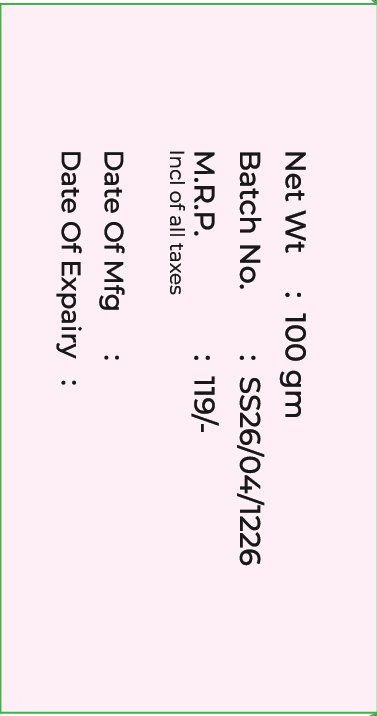 Net Wt : 100 gm
Batch No. : SS26/04/1226
M.R.P. : 119/-
Incl of all taxes
Date Of Mfg :
Date Of Expairy :